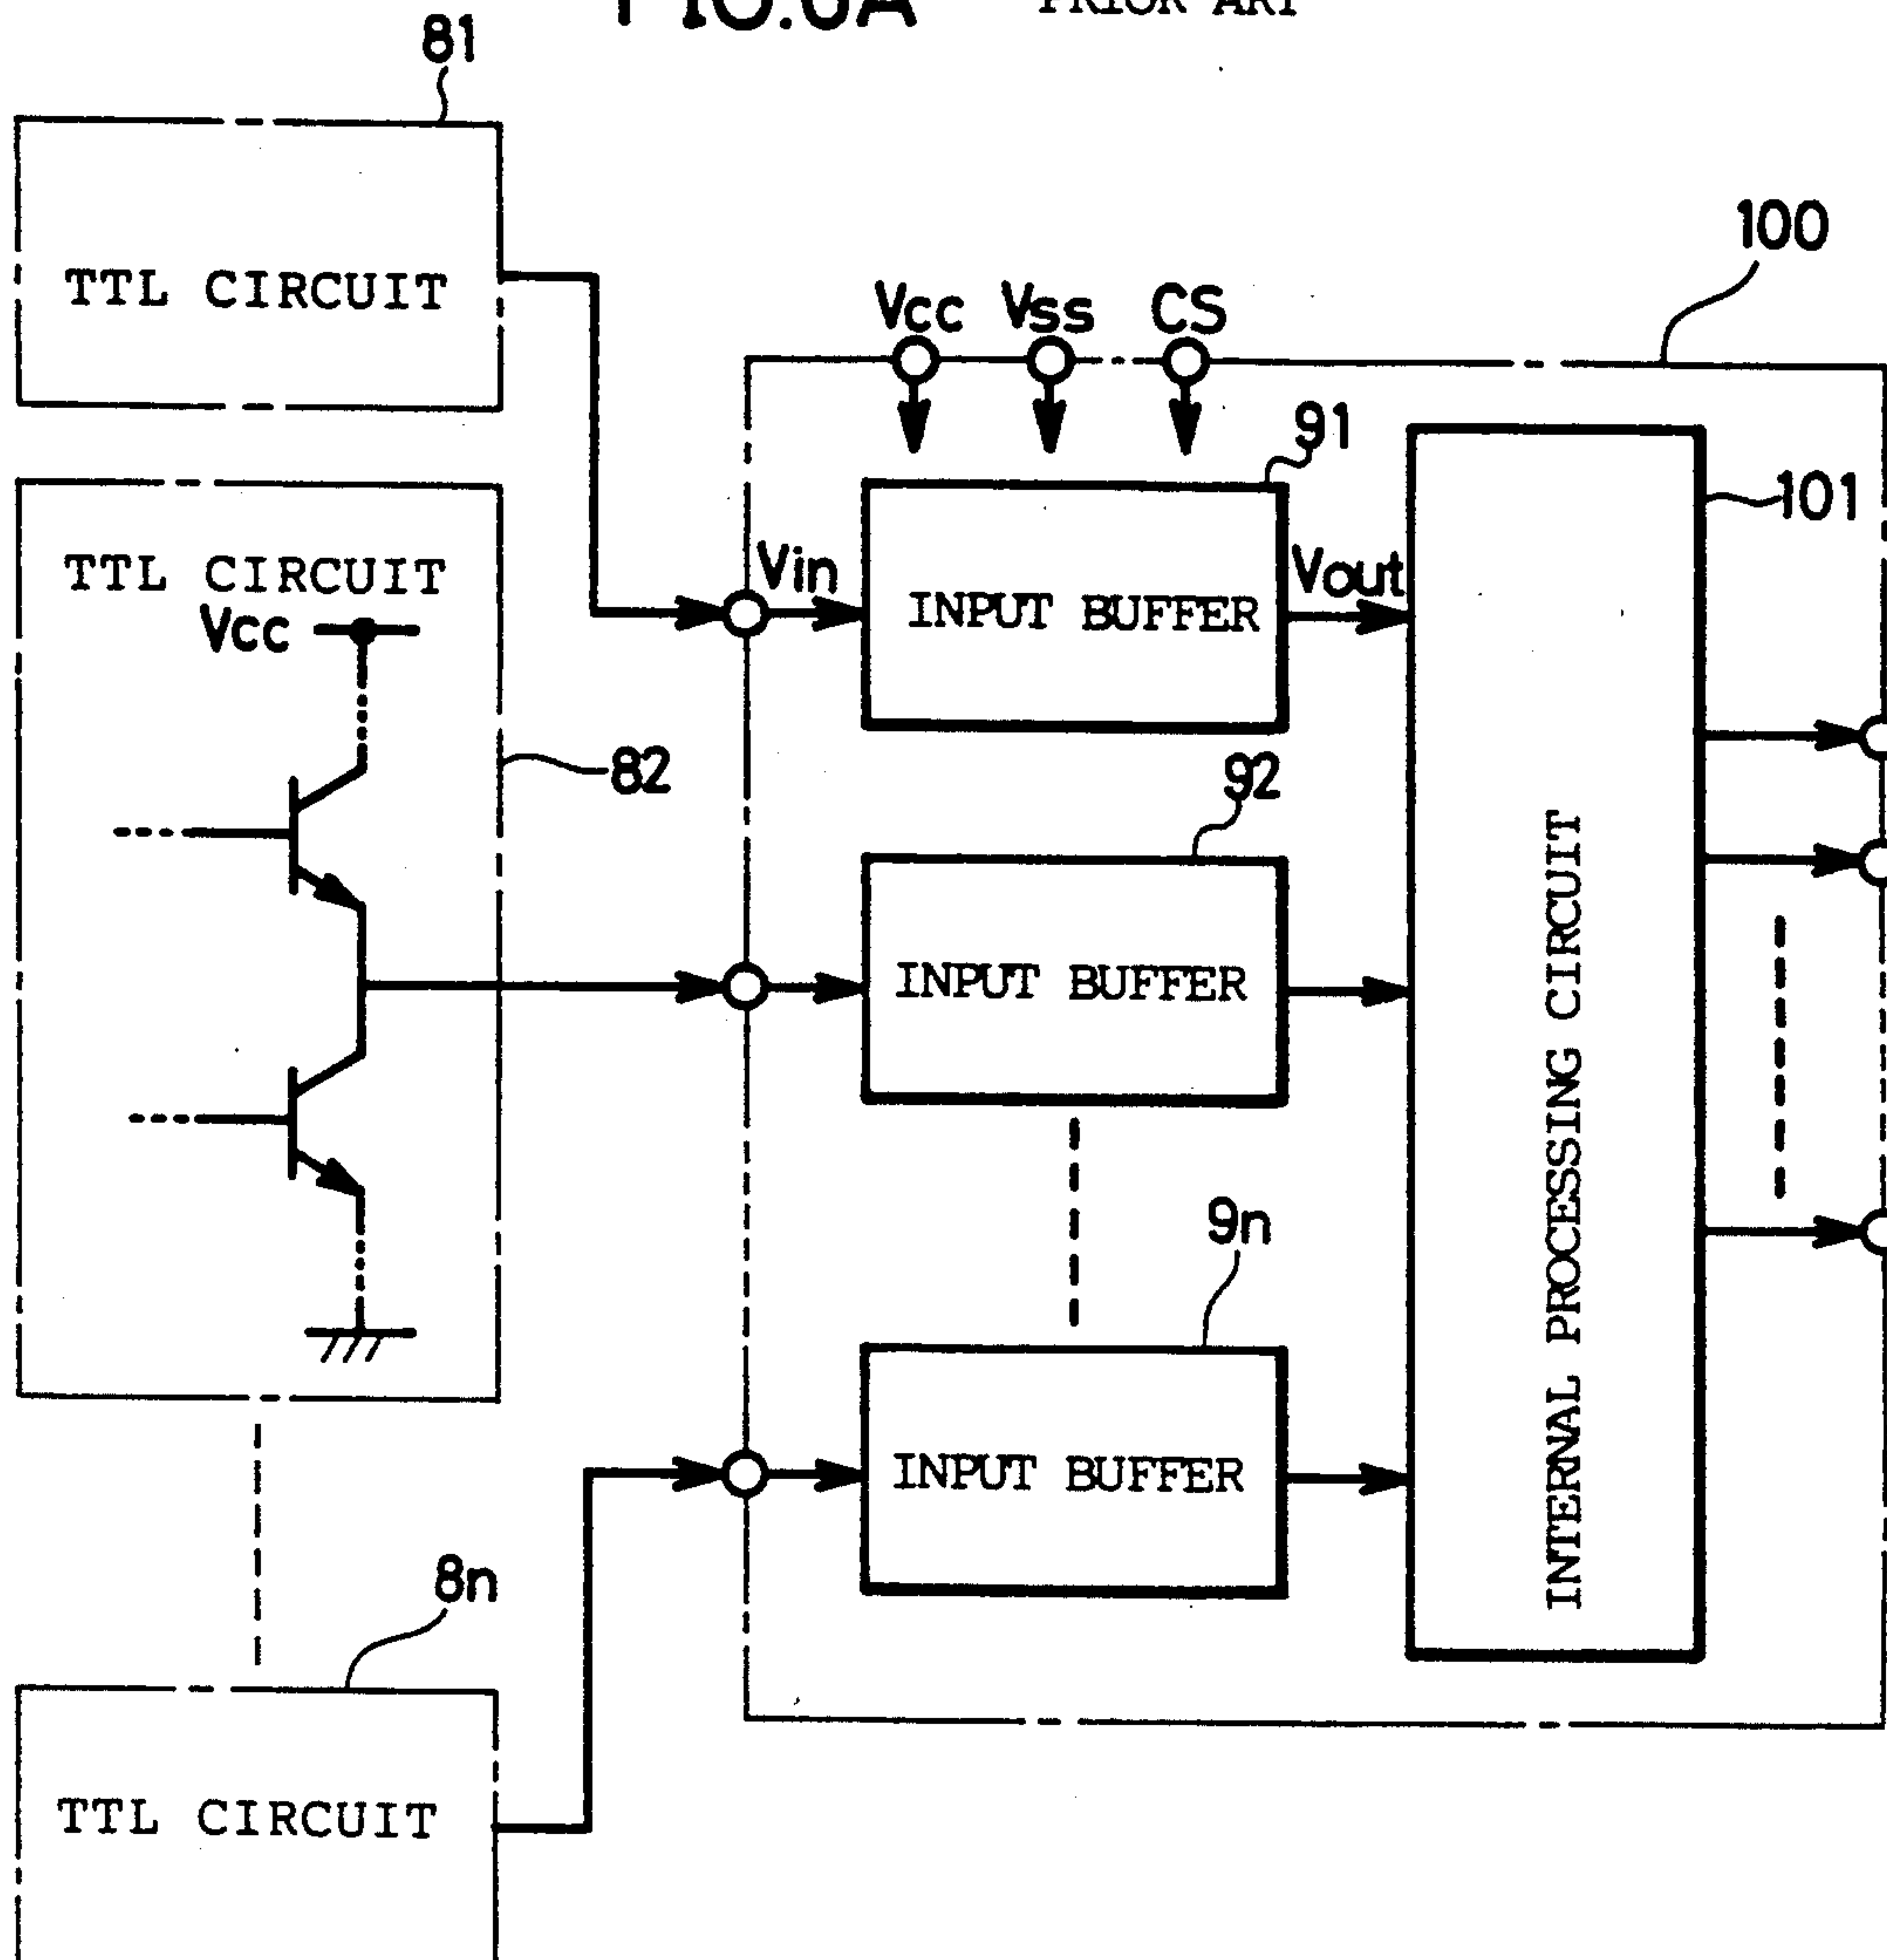 PRIOR ART
81
TTL CIRCUIT
100
Vcc Vss CS
91
101
TTL CIRCUIT
Vcc
Vin
INPUT BUFFER
Vout
82
92
INPUT BUFFER
INTERNAL PROCESSING CIRCUIT
9n
INPUT BUFFER
8n
TTL CIRCUIT